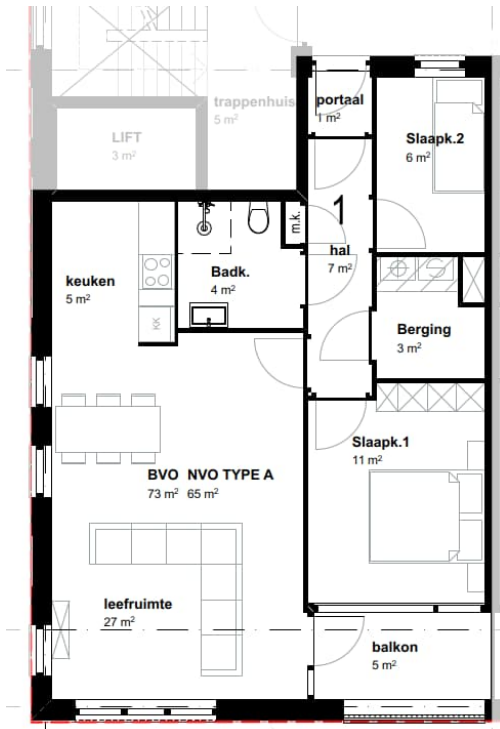 trappenhuis
5 m²
portaal
1 m²
LIFT
3 m²
Slaapk.2
6 m²
1
m.k.
hal
7 m²
keuken
5 m²
Badk.
4 m²
KK
Berging
3 m²
Slaapk.1
11 m²
BVO NVO TYPE A
73 m² 65 m²
leefruimte
27 m²
balkon
5 m²